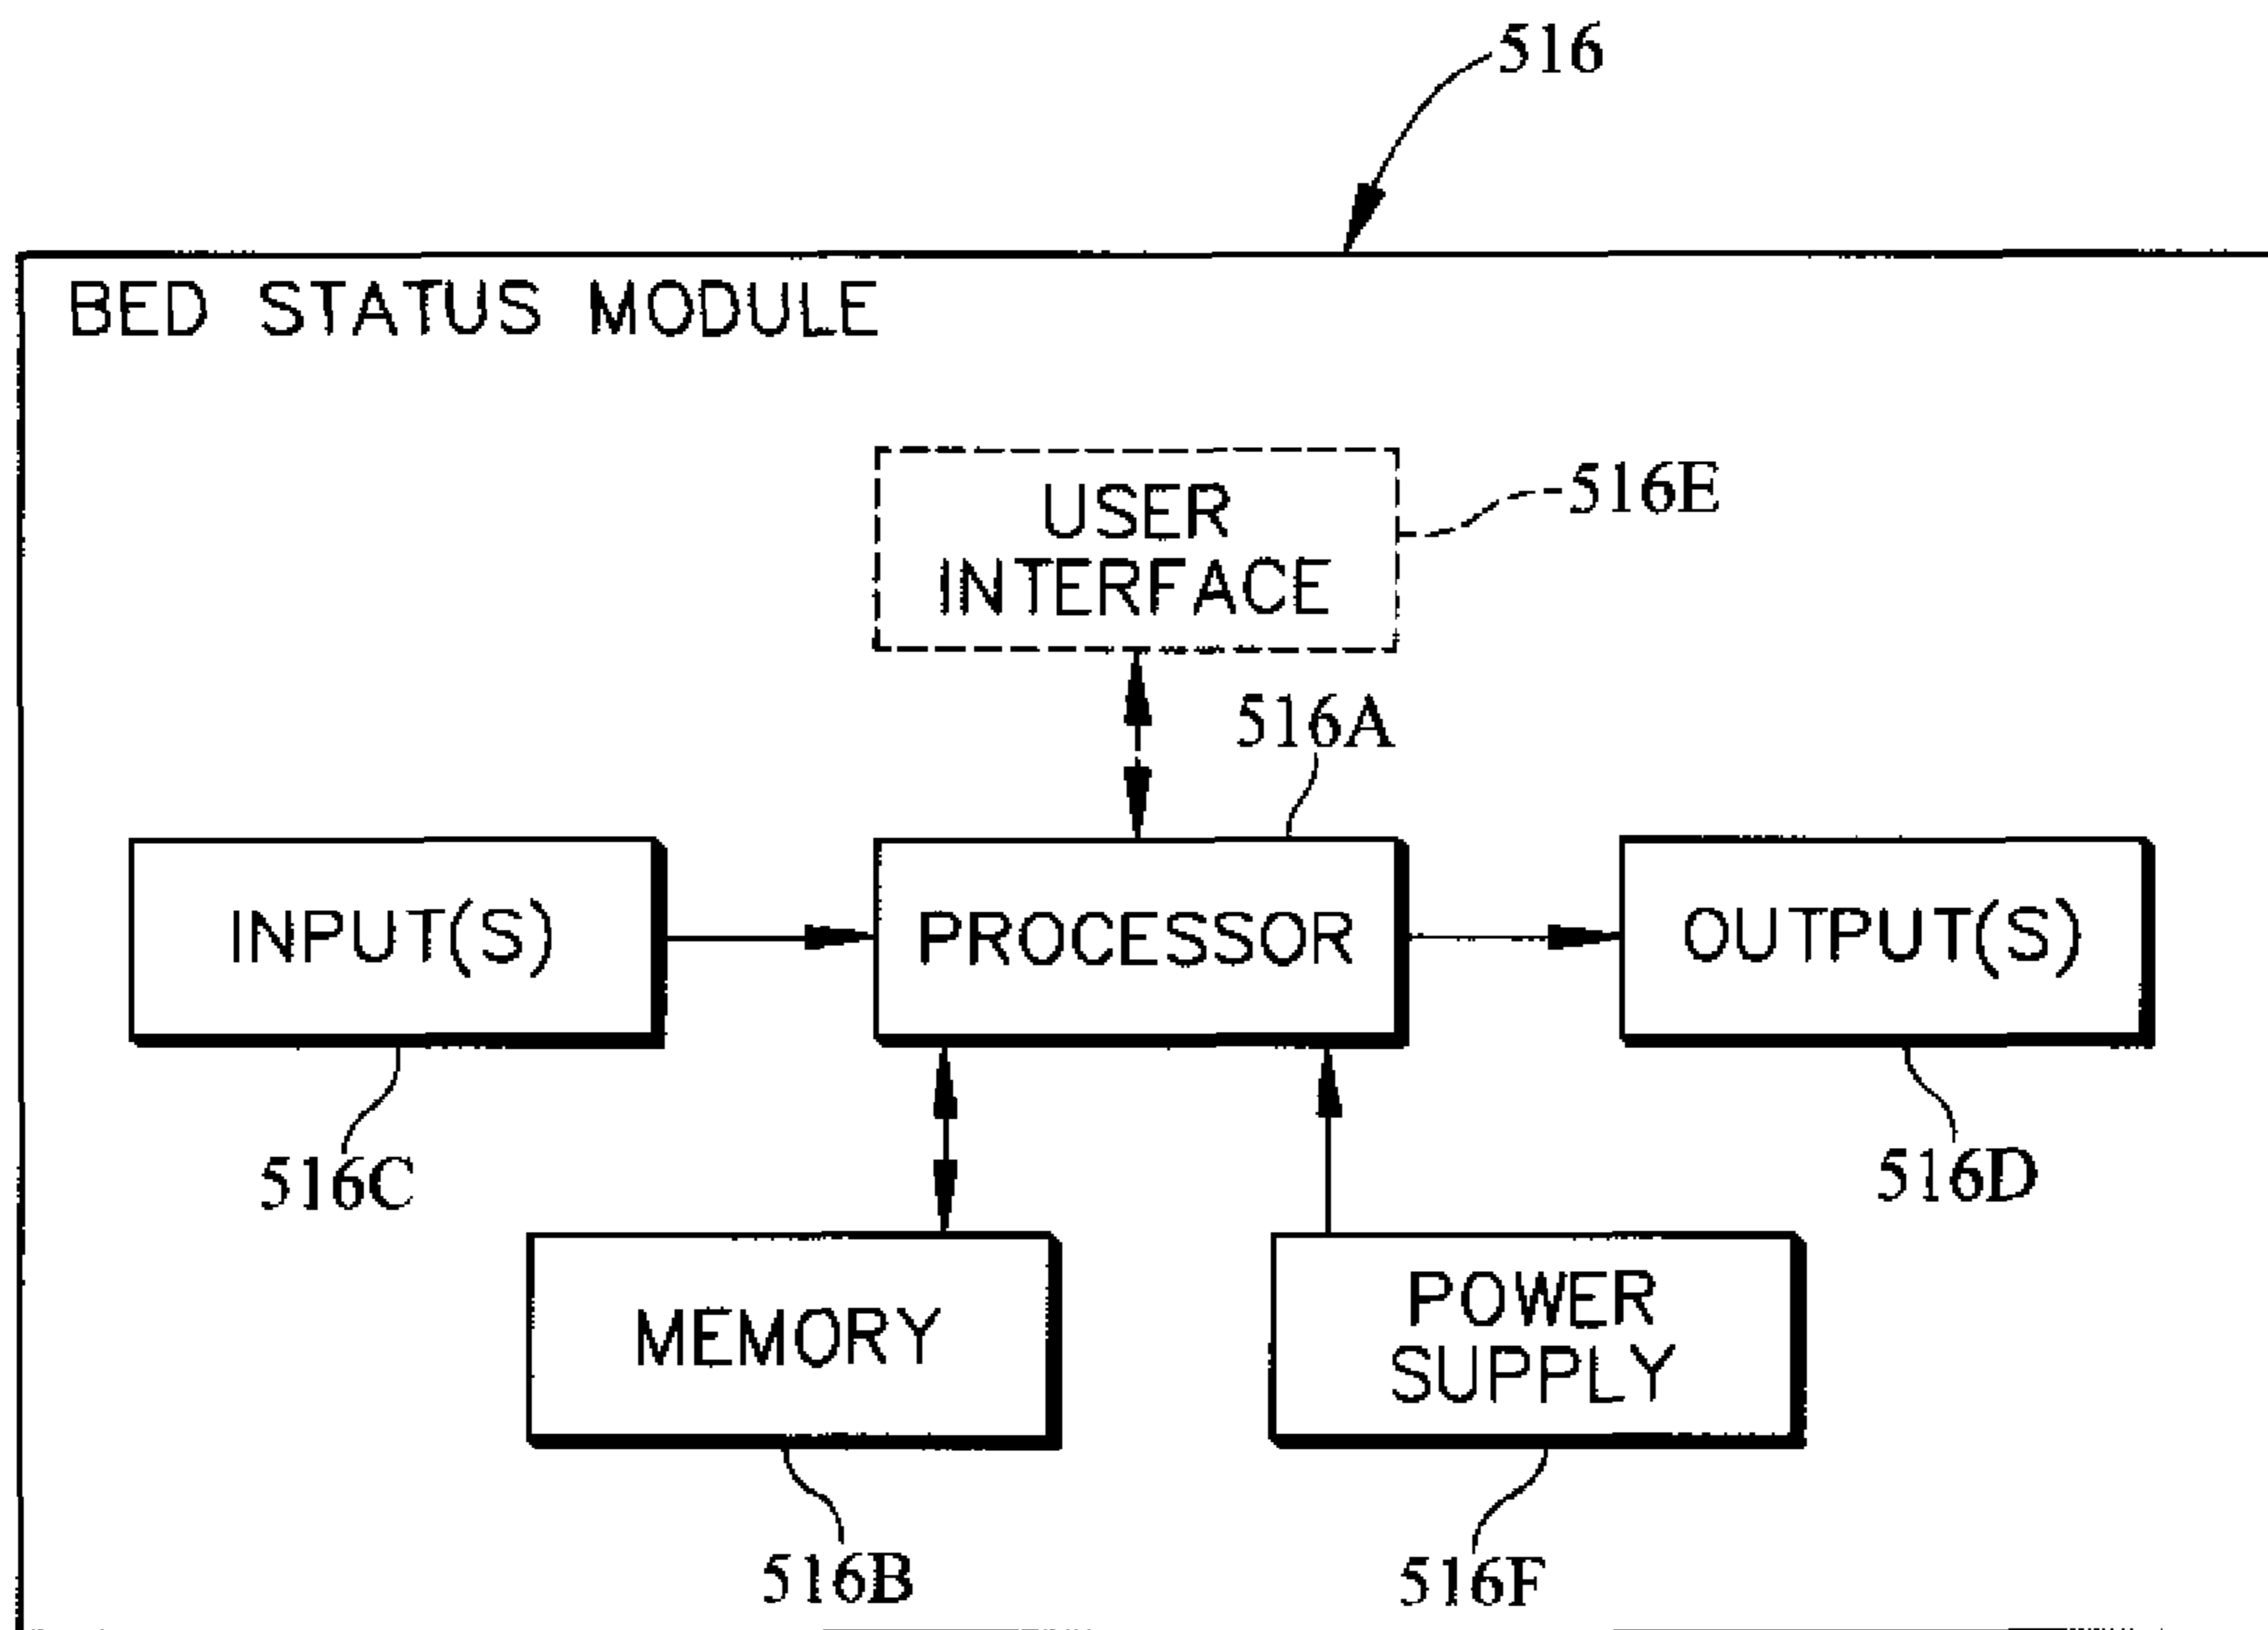 516
BED STATUS MODULE
USER
INTERFACE
516E
516A
INPUT(S)
PROCESSOR
OUTPUT(S)
516C
516D
MEMORY
POWER
SUPPLY
516B
516F